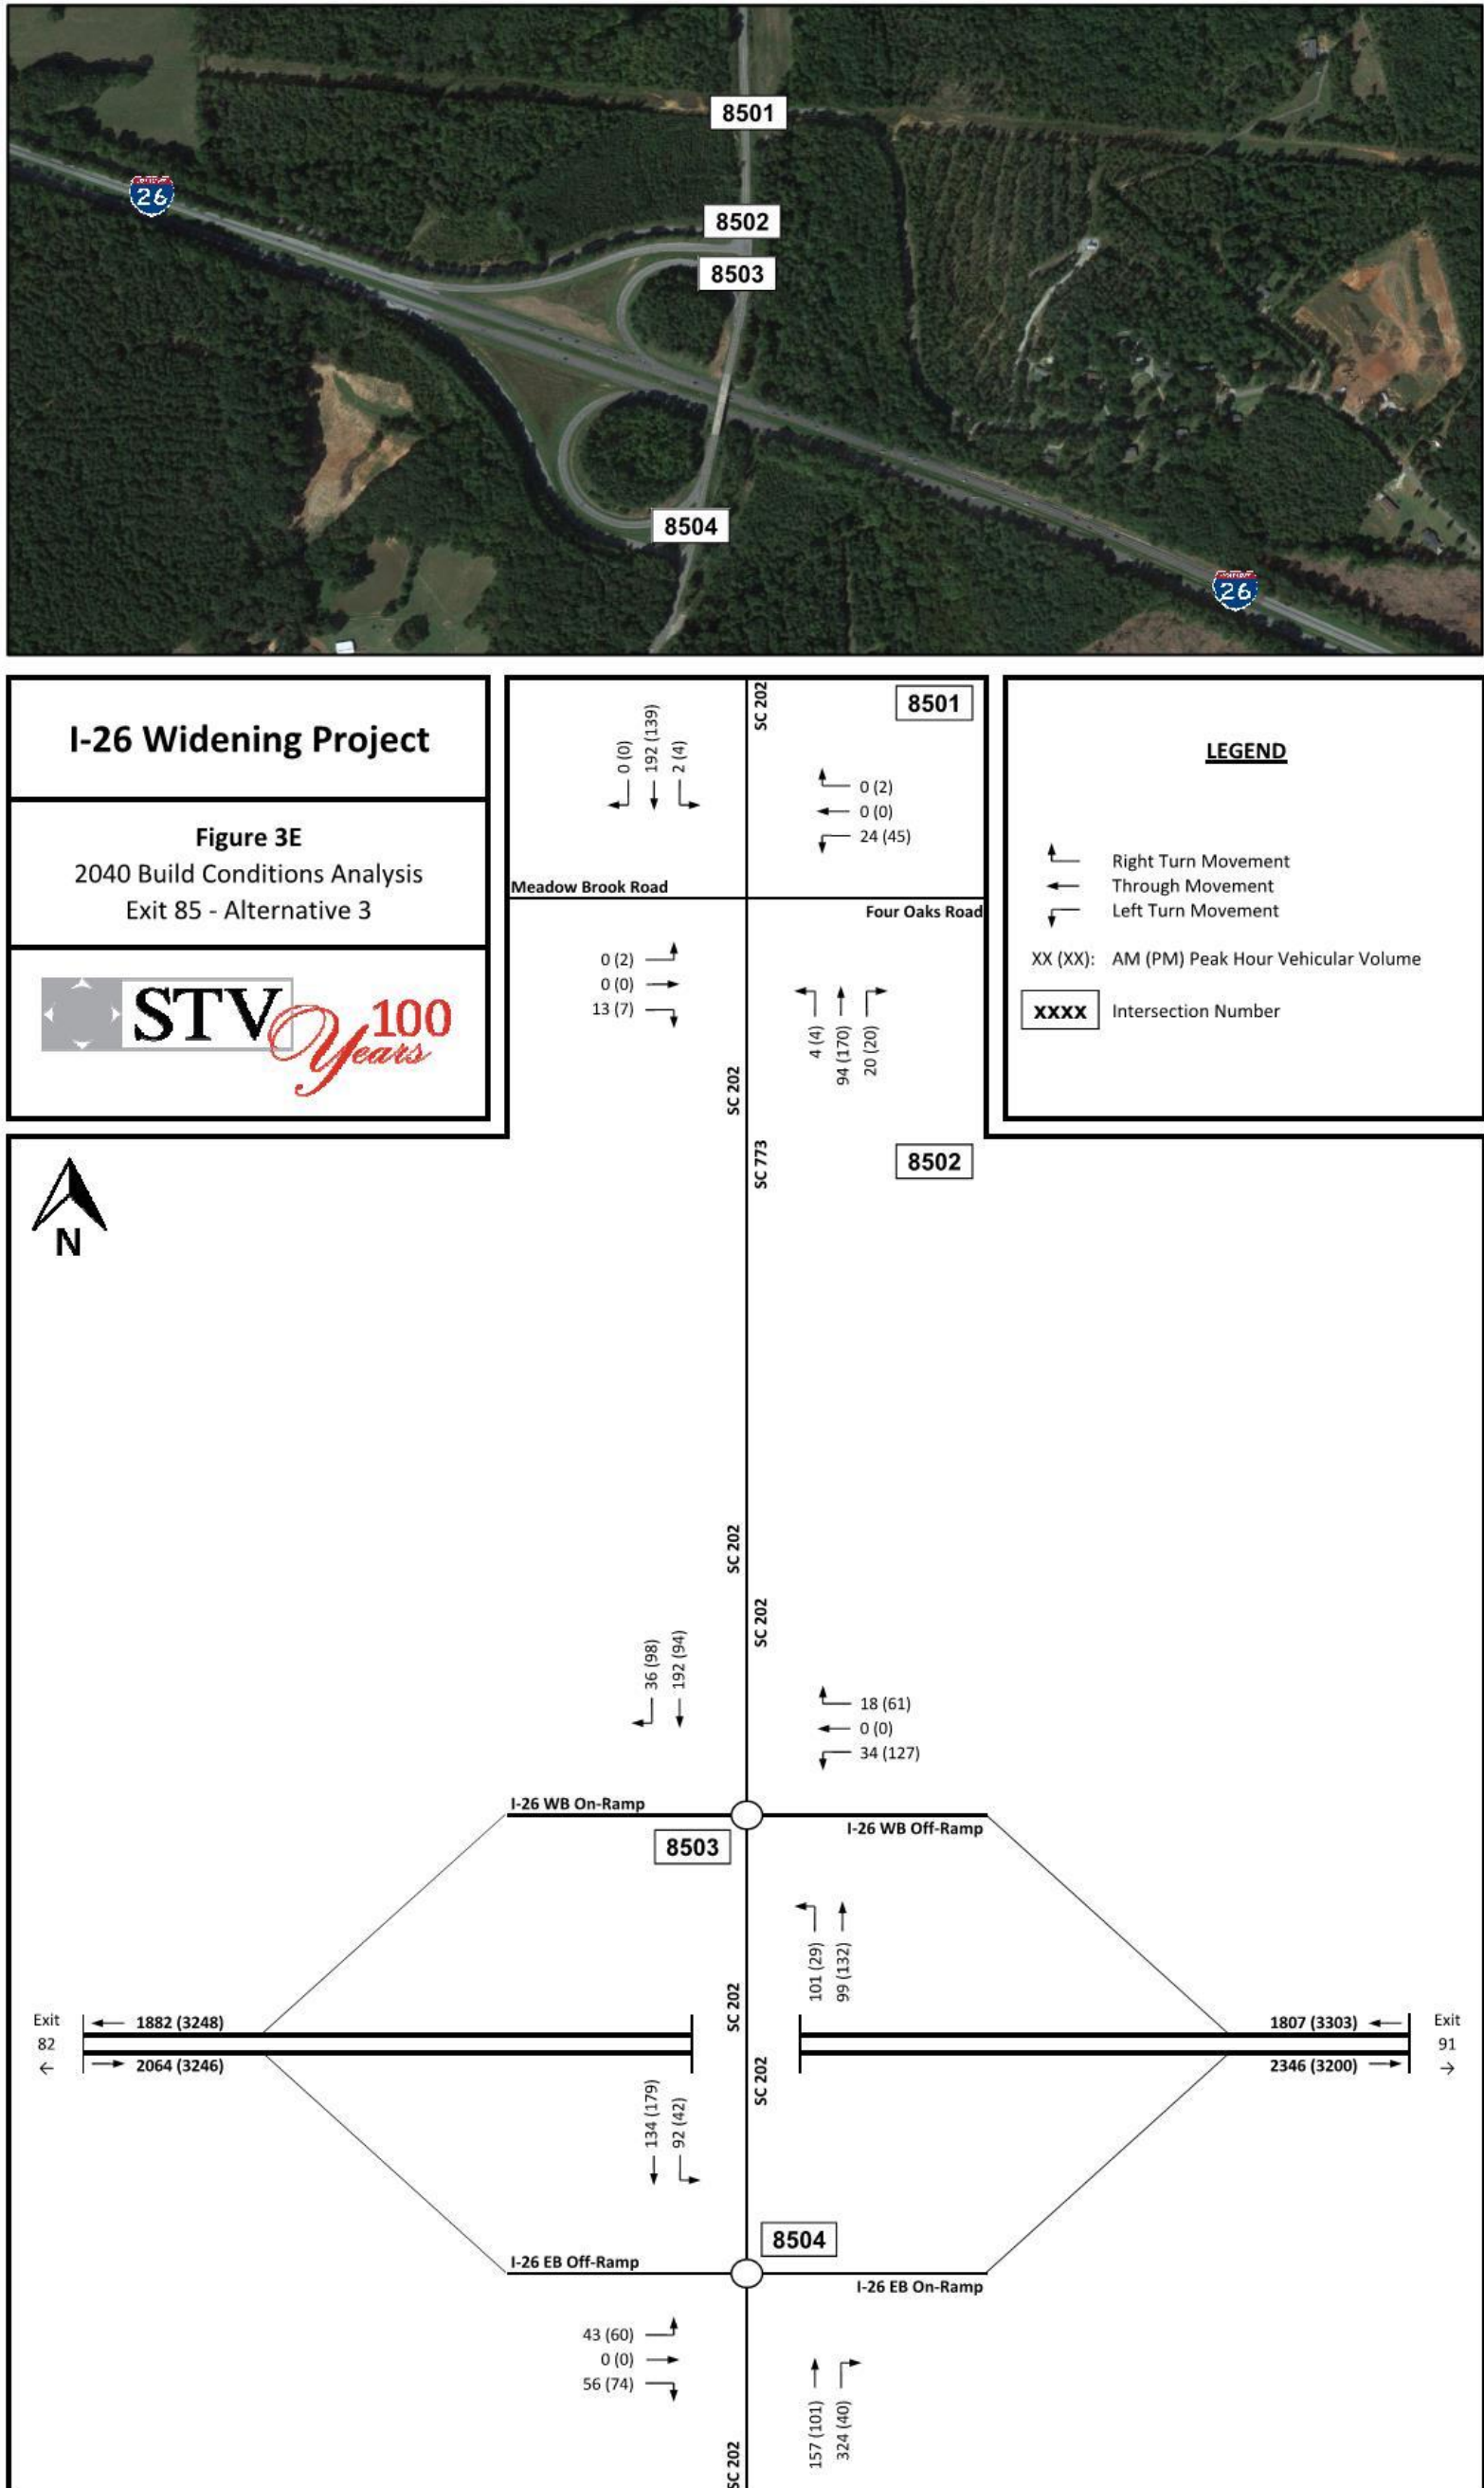 8501
26
8502
8503
8504
26
I-26 Widening Project
Figure 3E
2040 Build Conditions Analysis
Exit 85 - Alternative 3
STV
100
Years
SC 202
8501
0 (0)
192 (139)
2 (4)
0 (2)
0 (0)
24 (45)
Meadow Brook Road
Four Oaks Road
0 (2)
0 (0)
13 (7)
4 (4)
94 (170)
20 (20)
SC 202
LEGEND
Right Turn Movement
Through Movement
Left Turn Movement
XX (XX): AM (PM) Peak Hour Vehicular Volume
XXXX Intersection Number
N
SC 773
8502
SC 202
SC 202
36 (98)
192 (94)
18 (61)
0 (0)
34 (127)
I-26 WB On-Ramp
I-26 WB Off-Ramp
8503
101 (29)
99 (132)
SC 202
Exit
82
1882 (3248)
2064 (3246)
1807 (3303)
2346 (3200)
Exit
91
SC 202
134 (179)
92 (42)
8504
I-26 EB Off-Ramp
I-26 EB On-Ramp
43 (60)
0 (0)
56 (74)
157 (101)
324 (40)
SC 202